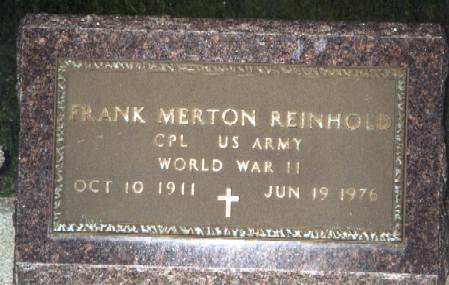 FRANK MERTON REINHOLD
CPL US ARMY
WORLD WAR II
OCT 10 1911 JUN 19 1976